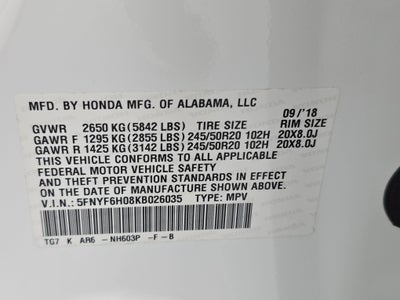 MFD. BY HONDA MFG. OF ALABAMA, LLC
09/'18
GVWR 2650 KG (5842 LBS) TIRE SIZE RIM SIZE
GAWR F 1295 KG (2855 LBS) 245/50R20 102H 20X8.0J
GAWR R 1425 KG (3142 LBS) 245/50R20 102H 20X8.0J
THIS VEHICLE CONFORMS TO ALL APPLICABLE
FEDERAL MOTOR VEHICLE SAFETY
AND THEFT PREVENTION STANDARDS IN EFFECT
ON THE DATE OF MANUFACTURE SHOWN ABOVE.
V.I.N.: 5FNYF6H08KB026035 TYPE: MPV
TG7 K AR6 -NH603P -F -B